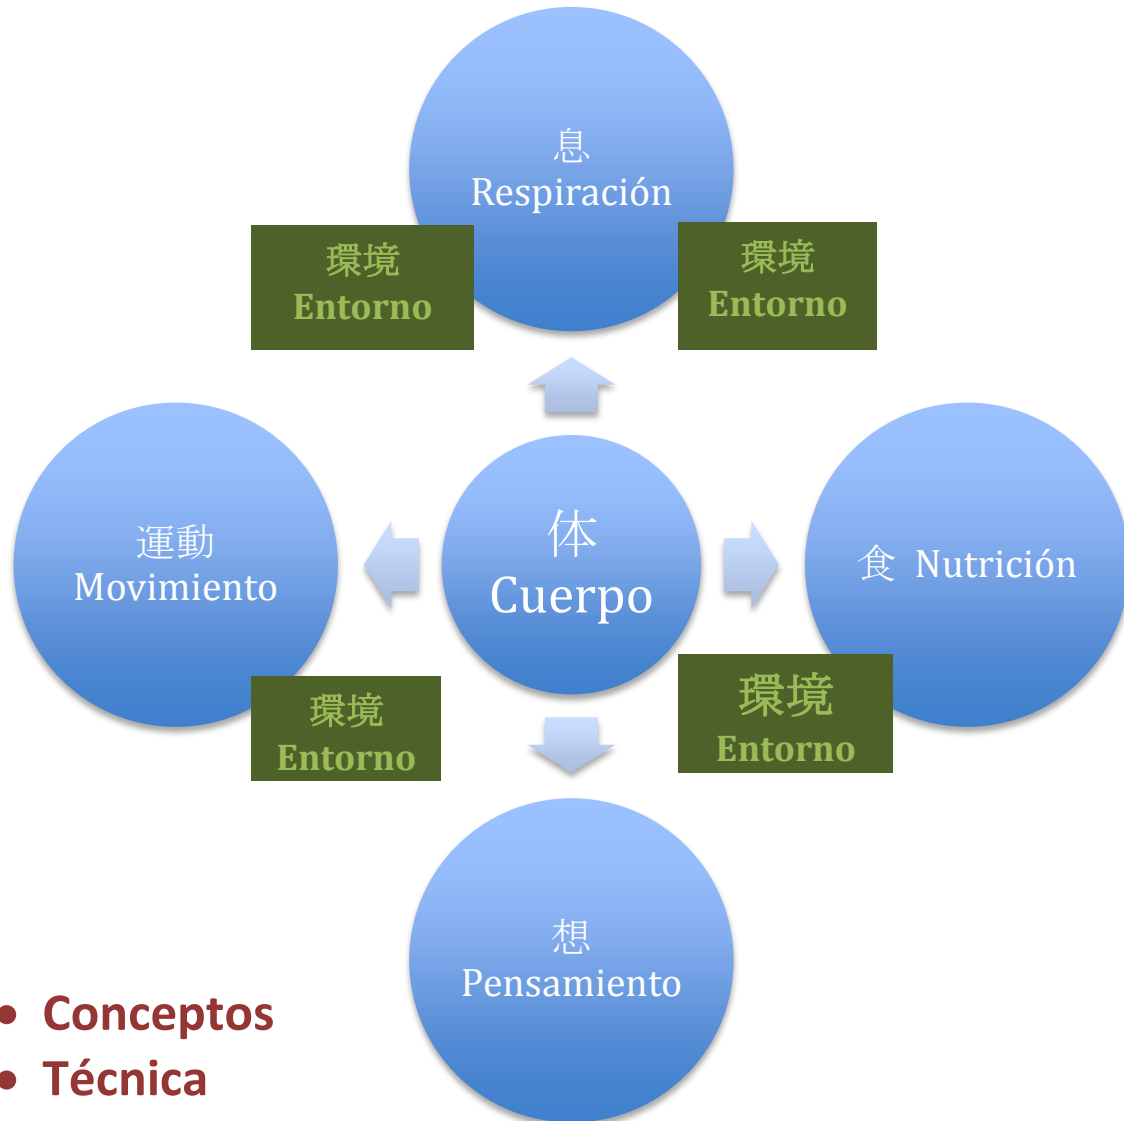 息
Respiración
環境
Entorno
環境
Entorno
運動
Movimiento
体
Cuerpo
食 Nutrición
環境
Entorno
環境
Entorno
想
Pensamiento
• Conceptos
• Técnica